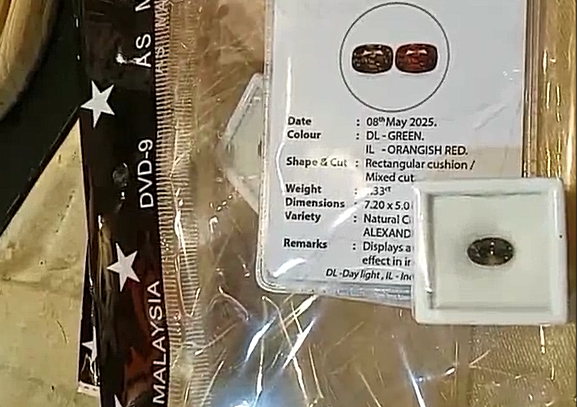 AS M
DVD-9
MALAYSIA
Date : 08th May 2025.
Colour : DL - GREEN.
IL - ORANGISH RED.
Shape & Cut : Rectangular cushion /
Mixed cut
Weight : .33ct
Dimensions : 7.20 x 5.0
Variety : Natural C
ALEXAND
Remarks : Displays a
effect in in
DL -Day light , IL - Inc